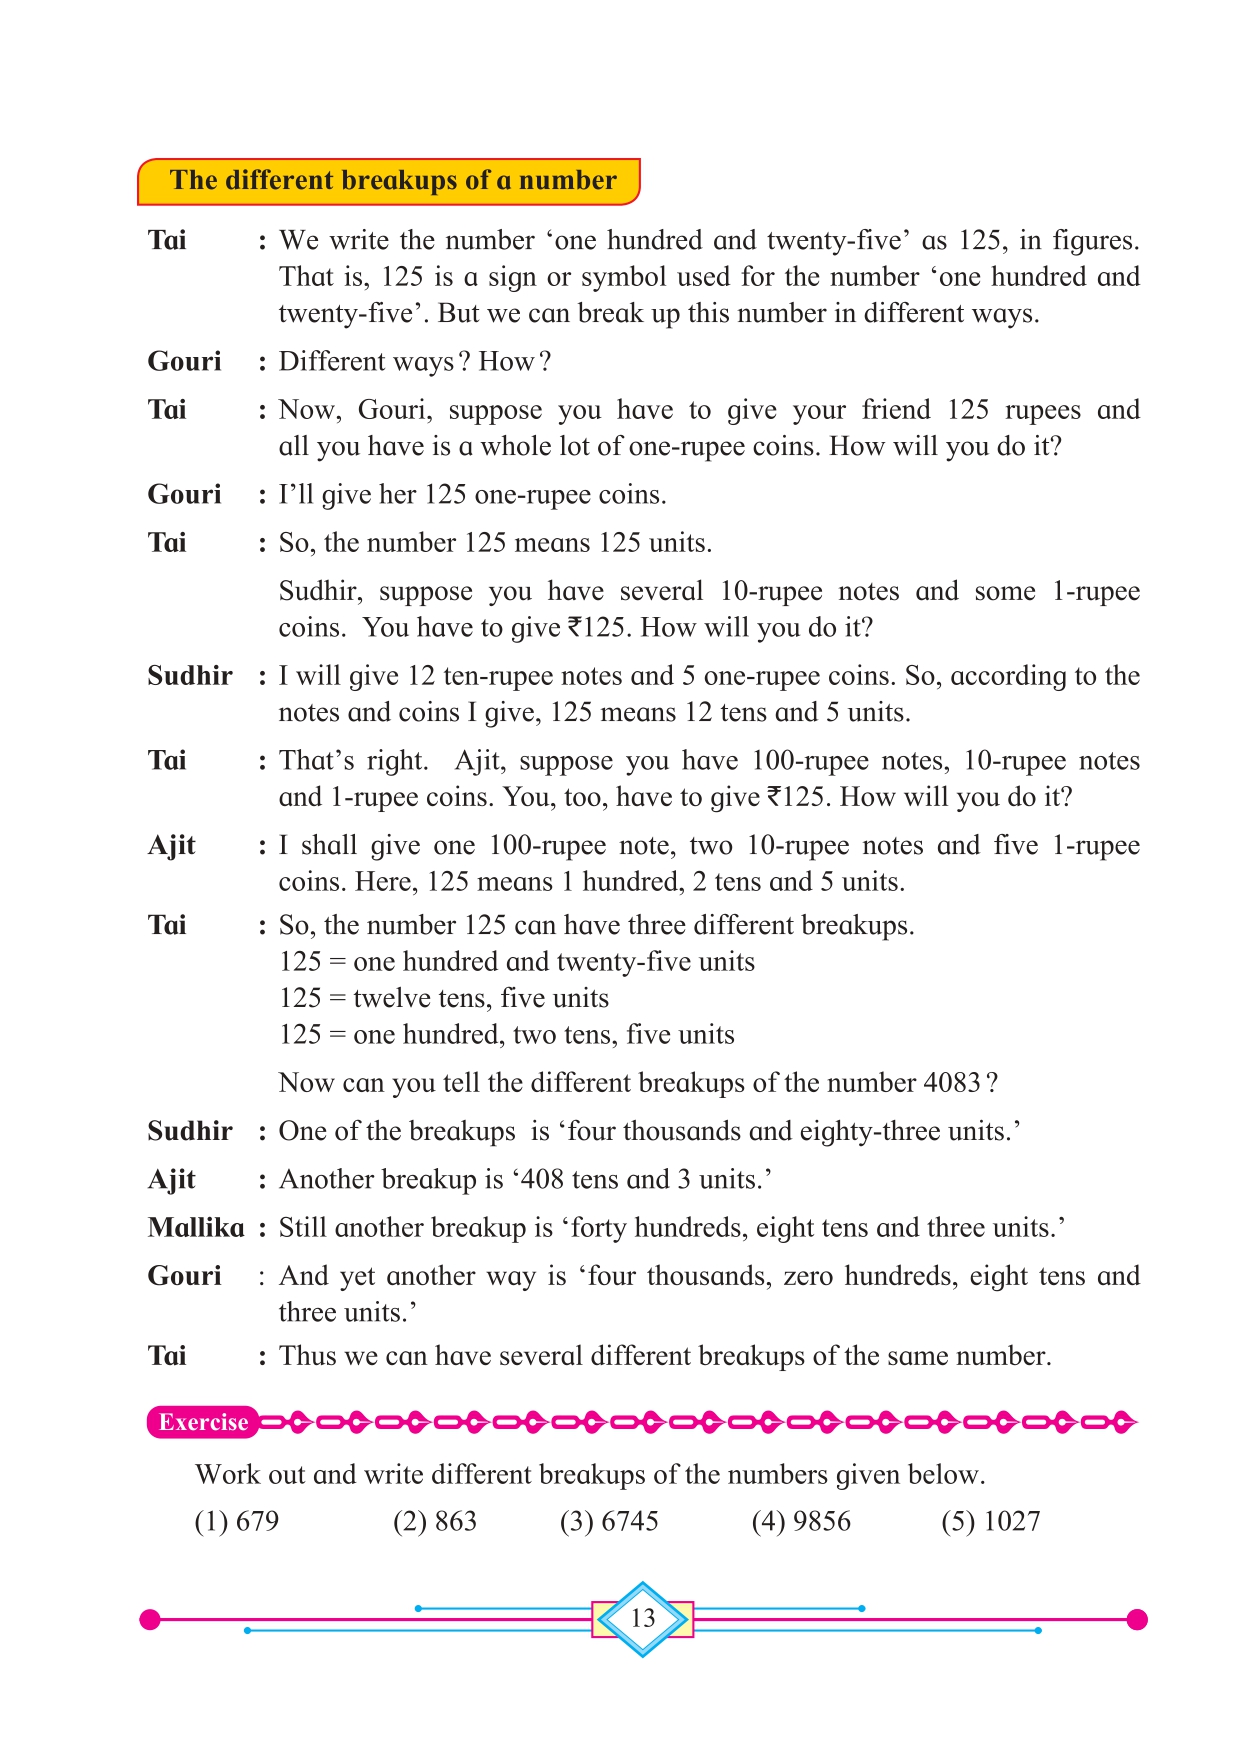 The different breakups of a number
Tai : We write the number ‘one hundred and twenty-five’ as 125, in figures.
That is, 125 is a sign or symbol used for the number ‘one hundred and
twenty-five’. But we can break up this number in different ways.
Gouri : Different ways? How?
Tai : Now, Gouri, suppose you have to give your friend 125 rupees and
all you have is a whole lot of one-rupee coins. How will you do it?
Gouri : I’ll give her 125 one-rupee coins.
Tai : So, the number 125 means 125 units.
Sudhir, suppose you have several 10-rupee notes and some 1-rupee
coins. You have to give ₹125. How will you do it?
Sudhir : I will give 12 ten-rupee notes and 5 one-rupee coins. So, according to the
notes and coins I give, 125 means 12 tens and 5 units.
Tai : That’s right. Ajit, suppose you have 100-rupee notes, 10-rupee notes
and 1-rupee coins. You, too, have to give ₹125. How will you do it?
Ajit : I shall give one 100-rupee note, two 10-rupee notes and five 1-rupee
coins. Here, 125 means 1 hundred, 2 tens and 5 units.
Tai : So, the number 125 can have three different breakups.
125 = one hundred and twenty-five units
125 = twelve tens, five units
125 = one hundred, two tens, five units
Now can you tell the different breakups of the number 4083?
Sudhir : One of the breakups is ‘four thousands and eighty-three units.’
Ajit : Another breakup is ‘408 tens and 3 units.’
Mallika : Still another breakup is ‘forty hundreds, eight tens and three units.’
Gouri : And yet another way is ‘four thousands, zero hundreds, eight tens and
three units.’
Tai : Thus we can have several different breakups of the same number.
Exercise
Work out and write different breakups of the numbers given below.
(1) 679 (2) 863 (3) 6745 (4) 9856 (5) 1027
13